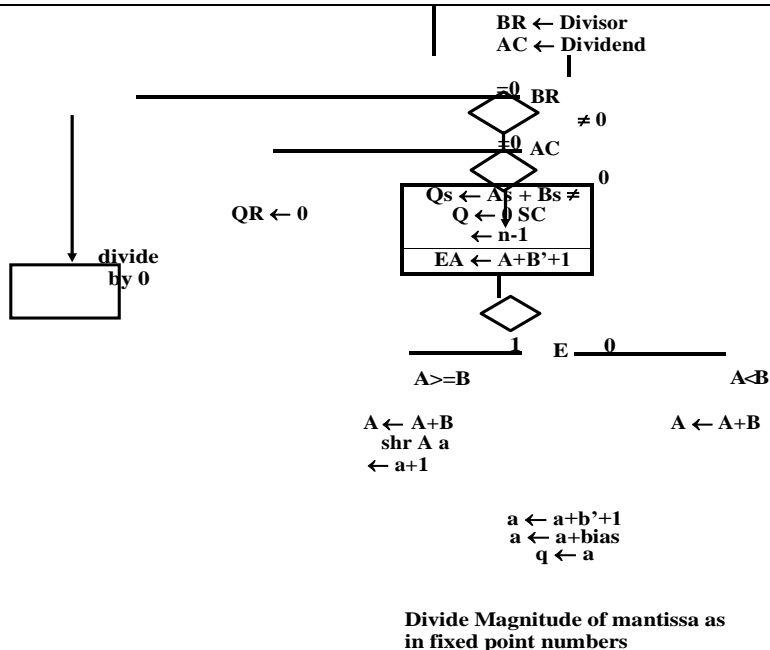 BR ← Divisor
AC ← Dividend
=0
BR
≠ 0
=0
AC
0
Qs ← As + Bs ≠
Q ← 0 SC
← n-1
QR ← 0
EA ← A+B’+1
divide
by 0
1
E
0
A>=B
A<B
A ← A+B
shr A a
← a+1
A ← A+B
a ← a+b’+1
a ← a+bias
q ← a
Divide Magnitude of mantissa as
in fixed point numbers